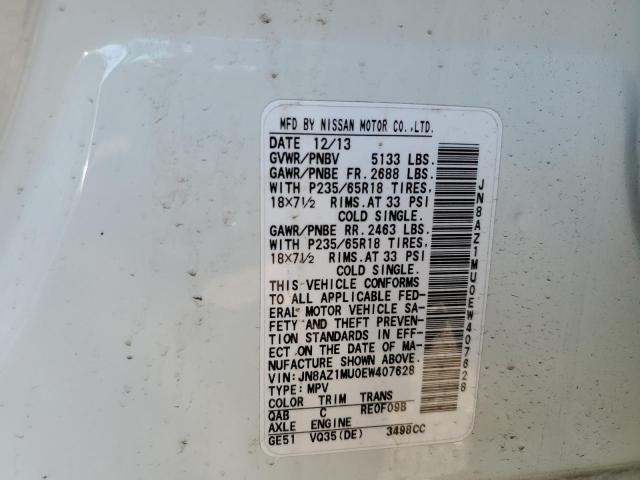 MFD BY NISSAN MOTOR CO.,LTD.
DATE 12/13
GVWR/PNBV 5133 LBS.
GAWR/PNBE FR. 2688 LBS.
WITH P235/65R18 TIRES,
18×7½ RIMS.AT 33 PSI
COLD SINGLE.
GAWR/PNBE RR. 2463 LBS.
WITH P235/65R18 TIRES,
18×7½ RIMS.AT 33 PSI
COLD SINGLE.
THIS VEHICLE CONFORMS
TO ALL APPLICABLE FED-
ERAL MOTOR VEHICLE SA-
FETY AND THEFT PREVEN-
TION STANDARDS IN EFF-
ECT ON THE DATE OF MA-
NUFACTURE SHOWN ABOVE.
VIN:JN8AZ1MU0EW407628
TYPE:MPV
COLOR TRIM TRANS
QAB C RE0F09B
AXLE ENGINE
GE51 VQ35(DE) 3498CC
JN8AZ1MU0EW407628